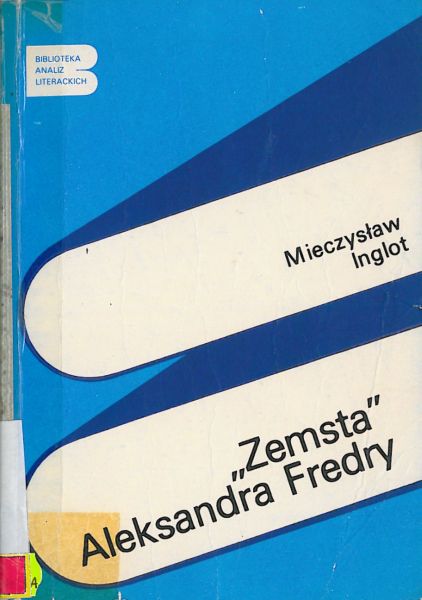 BIBLIOTEKA
ANALIZ
LITERACKICH
Mieczysław
Inglot
„Zemsta”
Aleksandra Fredry
A